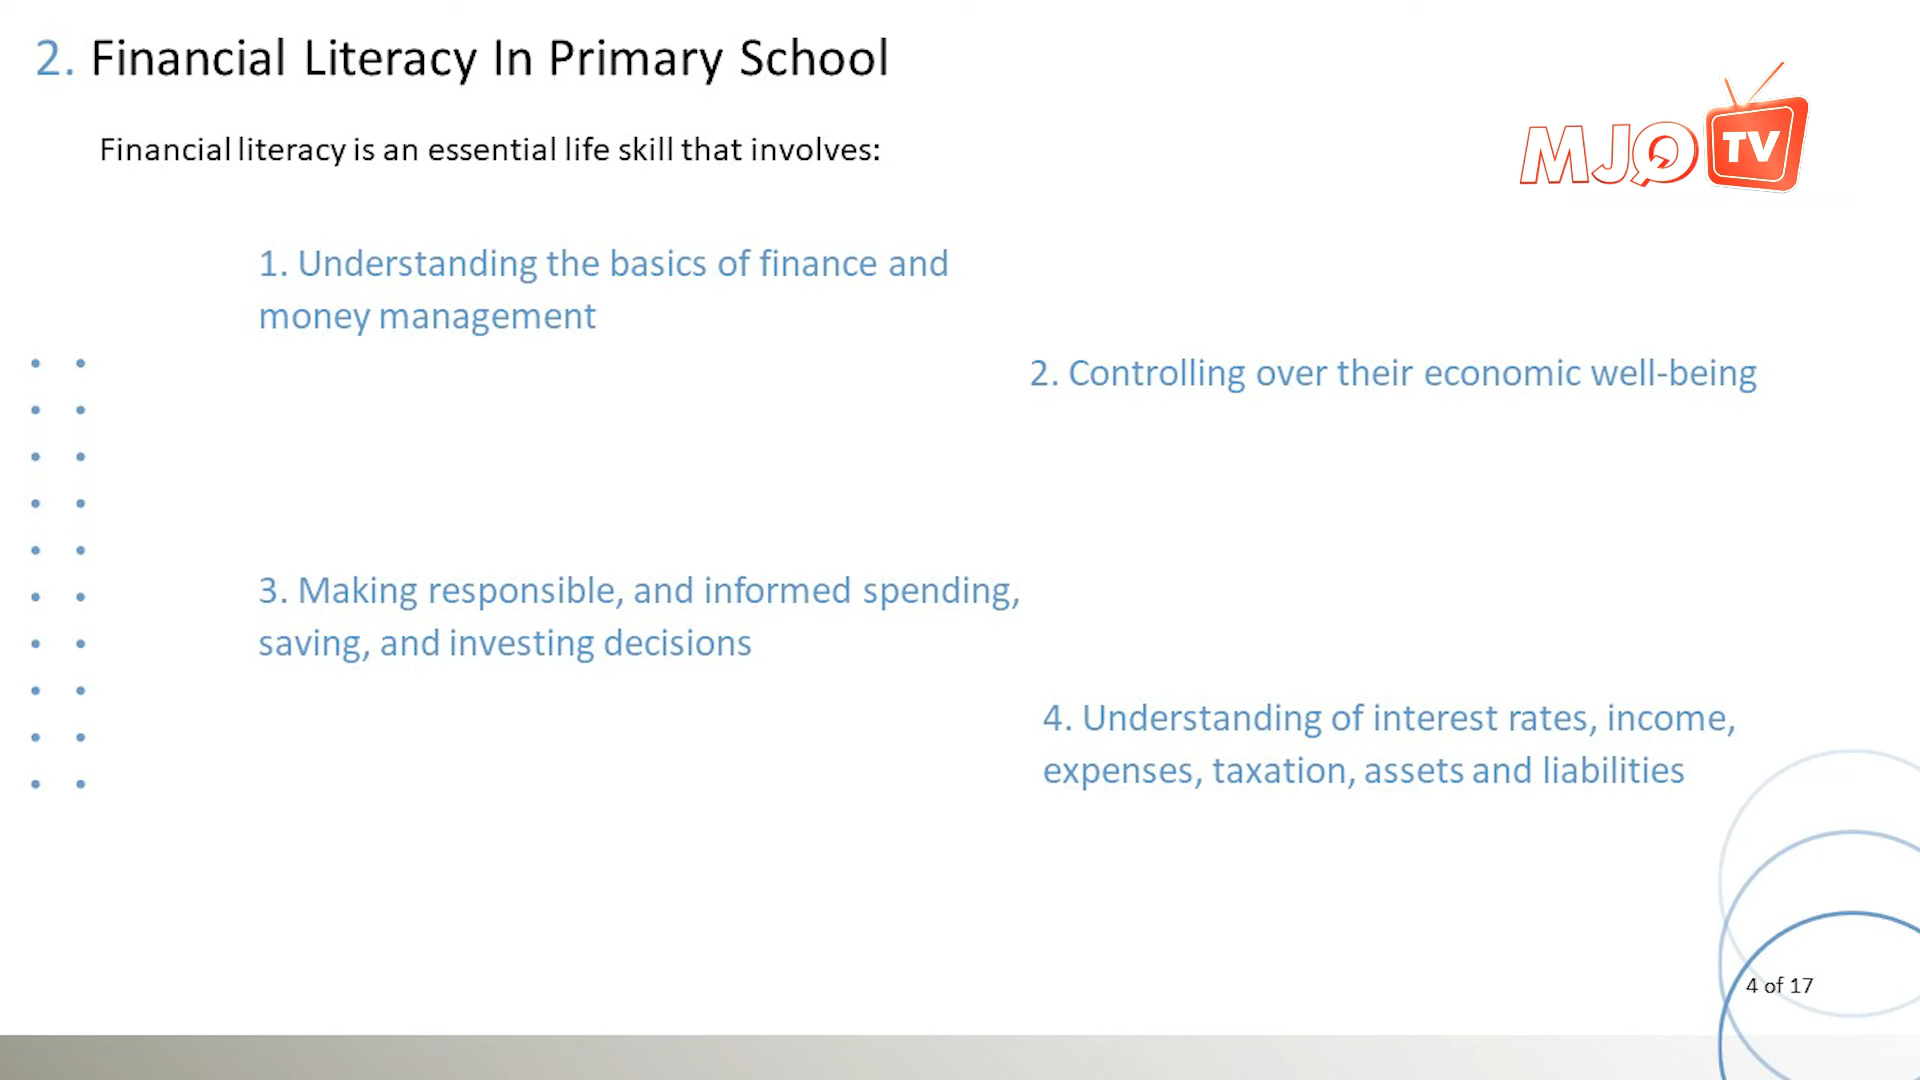 2. Financial Literacy In Primary School
MJQ TV
Financial literacy is an essential life skill that involves:
1. Understanding the basics of finance and
money management
2. Controlling over their economic well-being
3. Making responsible, and informed spending,
saving, and investing decisions
4. Understanding of interest rates, income,
expenses, taxation, assets and liabilities
4 of 17